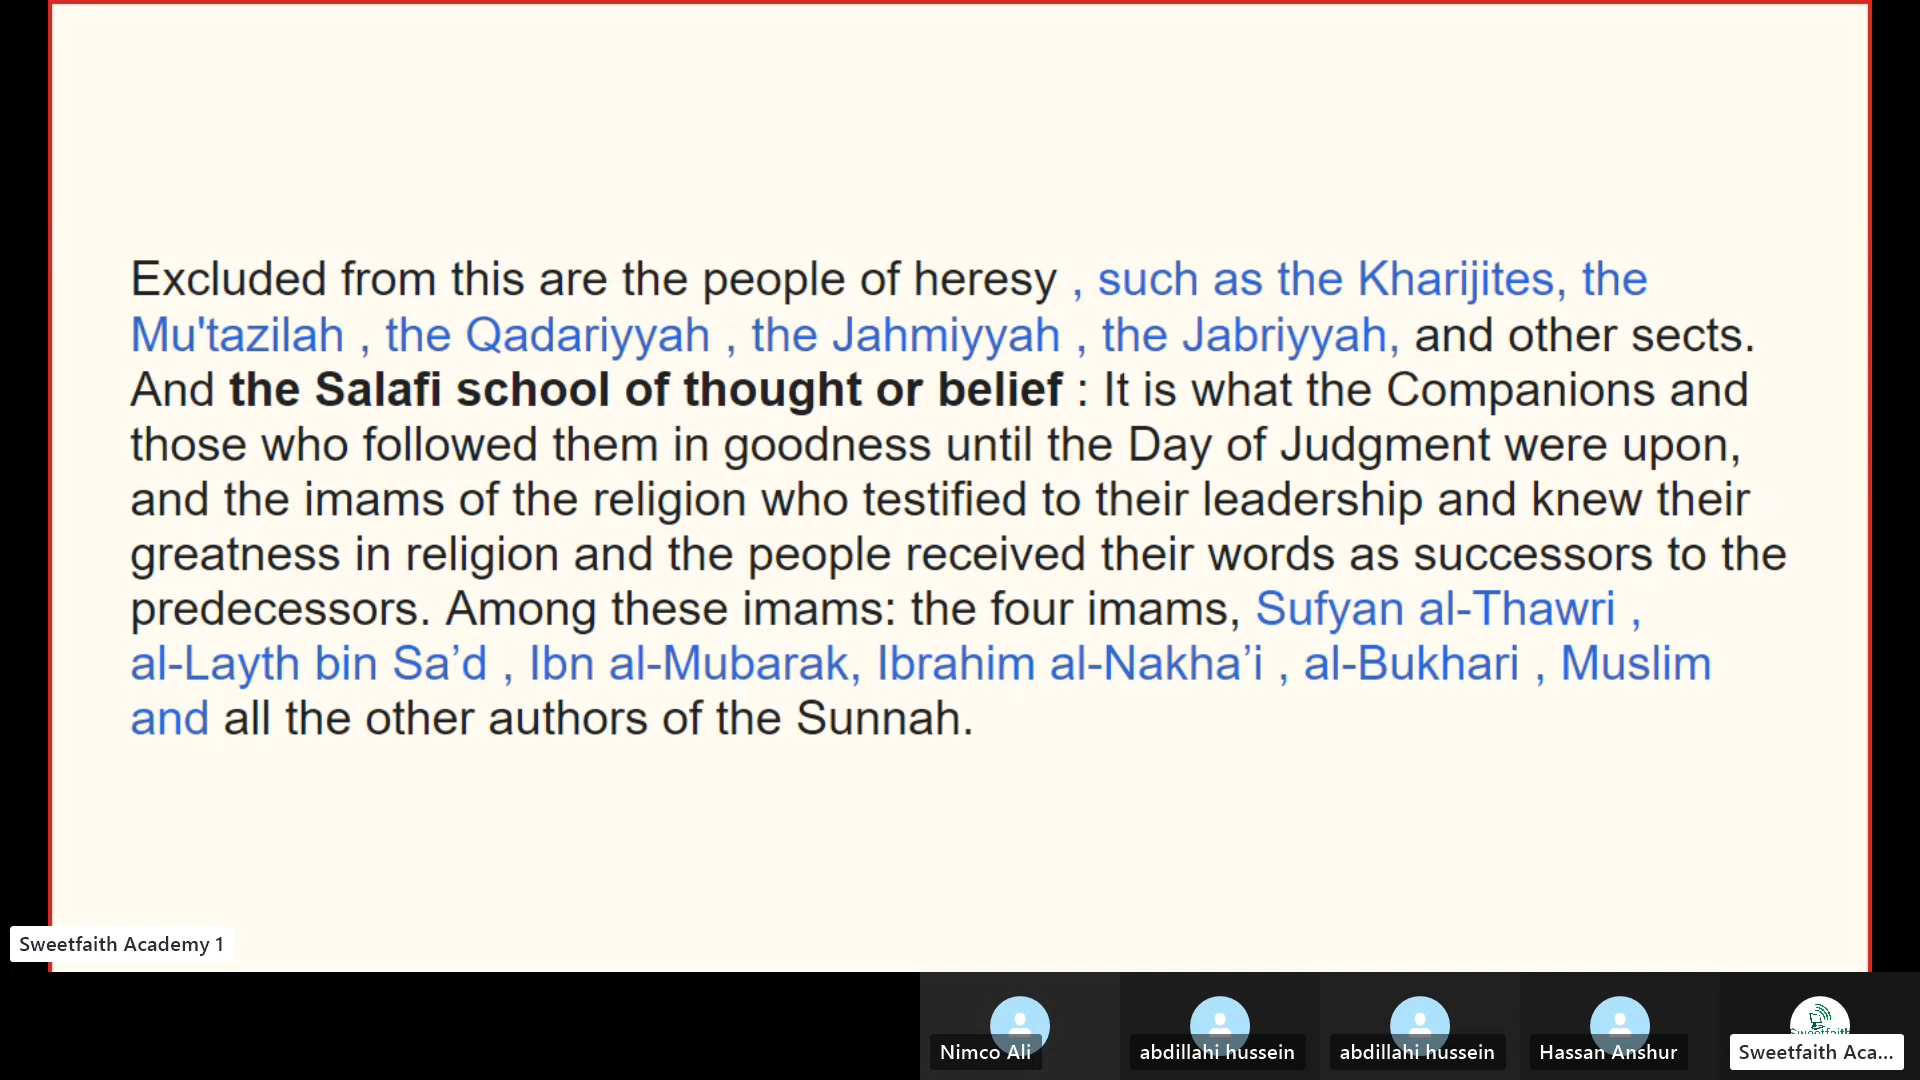 Excluded from this are the people of heresy , such as the Kharijites, the
Mu'tazilah , the Qadariyyah , the Jahmiyyah , the Jabriyyah, and other sects.
And the Salafi school of thought or belief : It is what the Companions and
those who followed them in goodness until the Day of Judgment were upon,
and the imams of the religion who testified to their leadership and knew their
greatness in religion and the people received their words as successors to the
predecessors. Among these imams: the four imams, Sufyan al-Thawri ,
al-Layth bin Sa’d , Ibn al-Mubarak, Ibrahim al-Nakha’i , al-Bukhari , Muslim
and all the other authors of the Sunnah.
Sweetfaith Academy 1
Sweetfaith
Nimco Ali
abdillahi hussein
abdillahi hussein
Hassan Anshur
Sweetfaith Aca...